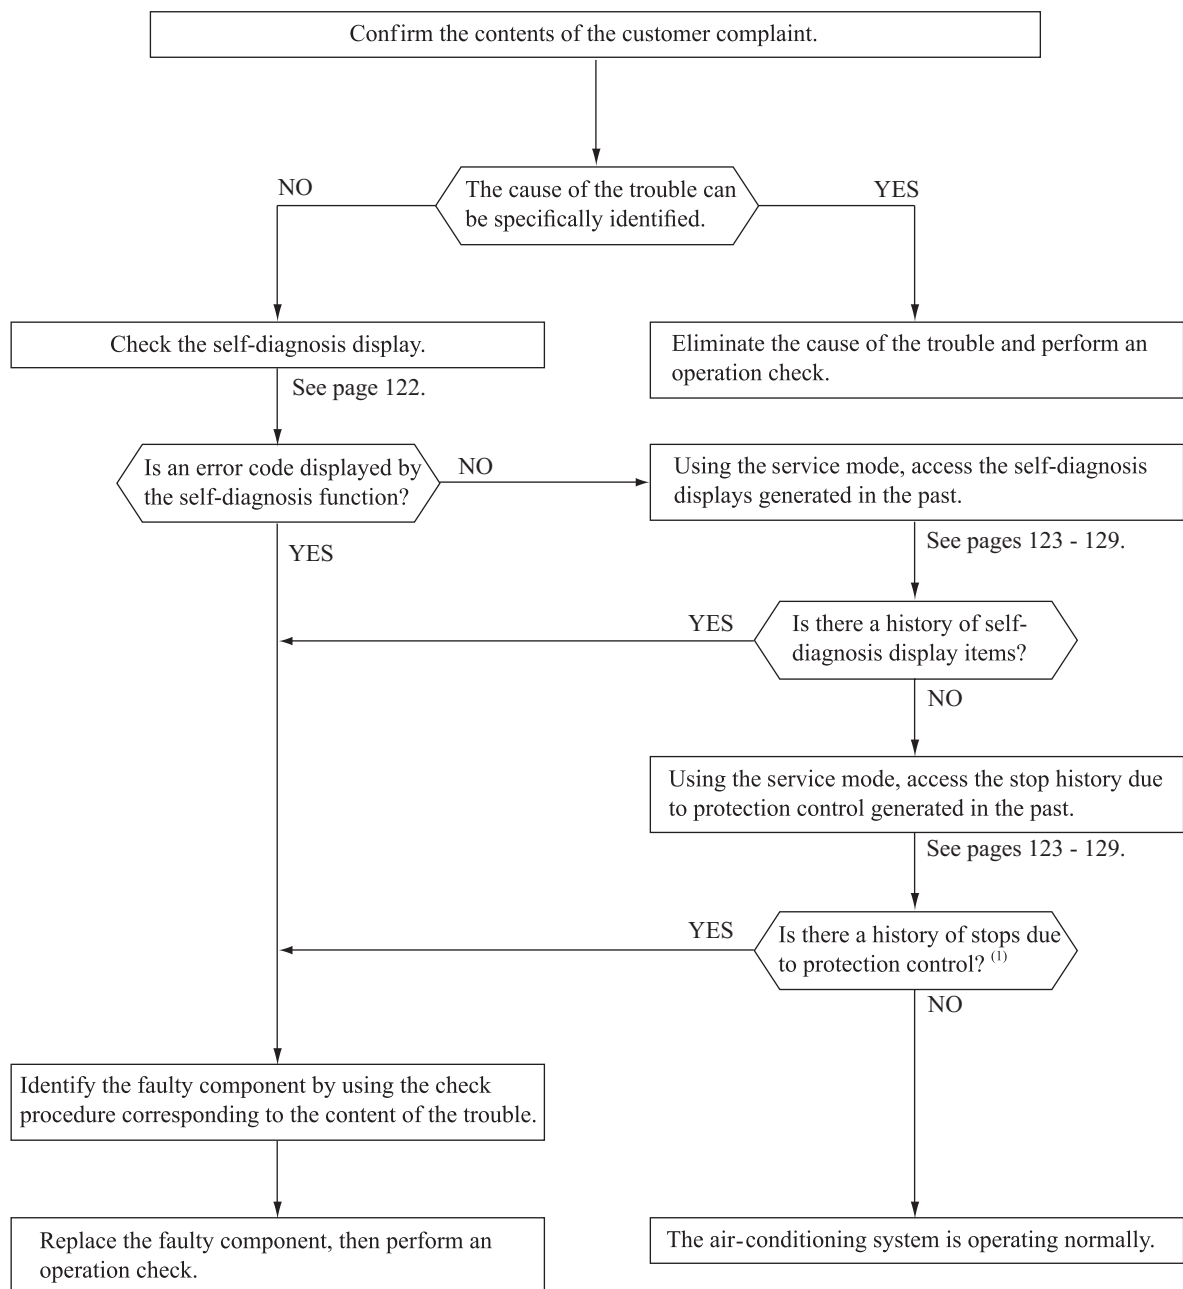 Confirm the contents of the customer complaint.
NO
The cause of the trouble can
be specifically identified.
YES
Check the self-diagnosis display.
See page 122.
Eliminate the cause of the trouble and perform an
operation check.
Is an error code displayed by
the self-diagnosis function?
NO
YES
Using the service mode, access the self-diagnosis
displays generated in the past.
See pages 123 - 129.
YES
Is there a history of self-
diagnosis display items?
NO
Using the service mode, access the stop history due
to protection control generated in the past.
See pages 123 - 129.
YES
Is there a history of stops due
to protection control? (1)
NO
Identify the faulty component by using the check
procedure corresponding to the content of the trouble.
Replace the faulty component, then perform an
operation check.
The air-conditioning system is operating normally.